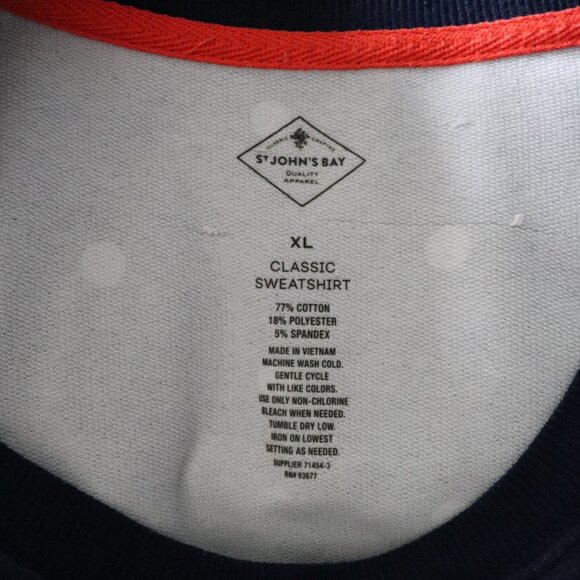 CLASSIC CRAFTED
ST JOHN'S BAY
QUALITY
APPAREL
XL
CLASSIC
SWEATSHIRT
77% COTTON
18% POLYESTER
5% SPANDEX
MADE IN VIETNAM
MACHINE WASH COLD.
GENTLE CYCLE
WITH LIKE COLORS.
USE ONLY NON-CHLORINE
BLEACH WHEN NEEDED.
TUMBLE DRY LOW.
IRON ON LOWEST
SETTING AS NEEDED.
SUPPLIER 71454-3
RN# 93677